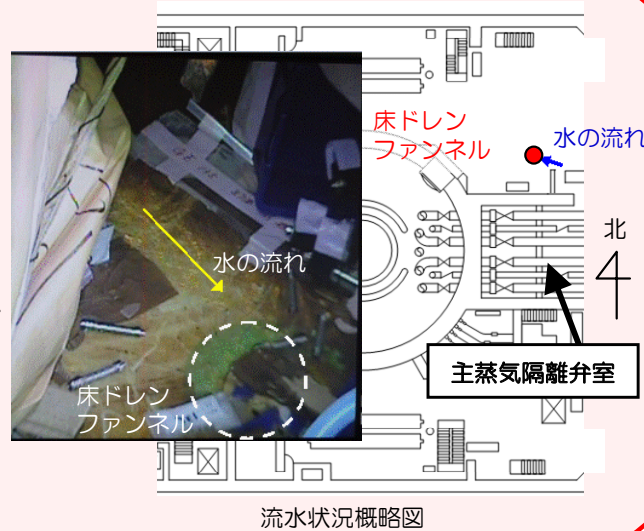 床ドレン
ファンネル
水の流れ
水の流れ
北
床ドレン
ファンネル
主蒸気隔離弁室
流水状況概略図